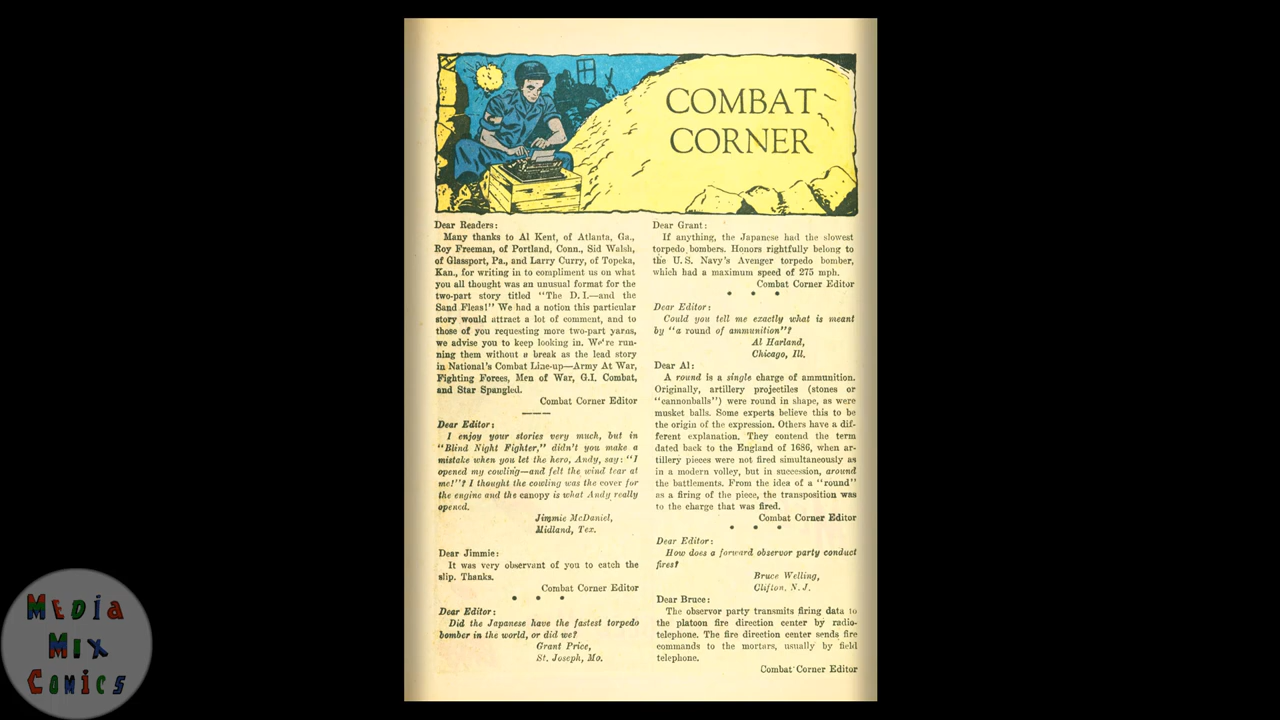 COMBAT
CORNER
Dear Readers:
Many thanks to Al Kent, of Atlanta, Ga.,
Roy Freeman, of Portland, Conn., Sid Walsh,
of Glassport, Pa., and Larry Curry, of Topeka,
Kan., for writing in to compliment us on what
you all thought was an unusual format for the
two-part story titled "The D.I.—and the
Sand Fleas!" We had a notion this particular
story would attract a lot of comment, and to
those of you requesting more two-part yarns,
we advise you to keep looking in. We're run-
ning them without a break as the lead story
in National's Combat Line-up—Army At War,
Fighting Forces, Men of War, G.I. Combat,
and Star Spangled.
Combat Corner Editor
Dear Editor:
I enjoy your stories very much, but in
"Blind Night Fighter," didn't you make a
mistake when you let the hero, Andy, say: "I
opened my cowling—and felt the wind tear at
me!"? I thought the cowling was the cover for
the engine and the canopy is what Andy really
opened.
Jimmie McDaniel,
Midland, Tex.
Dear Jimmie:
It was very observant of you to catch the
slip. Thanks.
Combat Corner Editor
* * *
Dear Editor:
Did the Japanese have the fastest torpedo
bomber in the world, or did we?
Grant Price,
St. Joseph, Mo.
Dear Grant:
If anything, the Japanese had the slowest
torpedo bombers. Honors rightfully belong to
the U. S. Navy's Avenger torpedo bomber,
which had a maximum speed of 275 mph.
Combat Corner Editor
* * *
Dear Editor:
Could you tell me exactly what is meant
by "a round of ammunition"?
Al Harland,
Chicago, Ill.
Dear Al:
A round is a single charge of ammunition.
Originally, artillery projectiles (stones or
"cannonballs") were round in shape, as were
musket balls. Some experts believe this to be
the origin of the expression. Others have a dif-
ferent explanation. They contend the term
dated back to the England of 1686, when ar-
tillery pieces were not fired simultaneously as
in a modern volley, but in succession, around
the battlements. From the idea of a "round"
as a firing of the piece, the transposition was
to the charge that was fired.
Combat Corner Editor
* * *
Dear Editor:
How does a forward observor party conduct
fires?
Bruce Welling,
Clifton, N. J.
Dear Bruce:
The observor party transmits firing data to
the platoon fire direction center by radio-
telephone. The fire direction center sends fire
commands to the mortars, usually by field
telephone.
Combat Corner Editor
MEDia
Mix
Comics